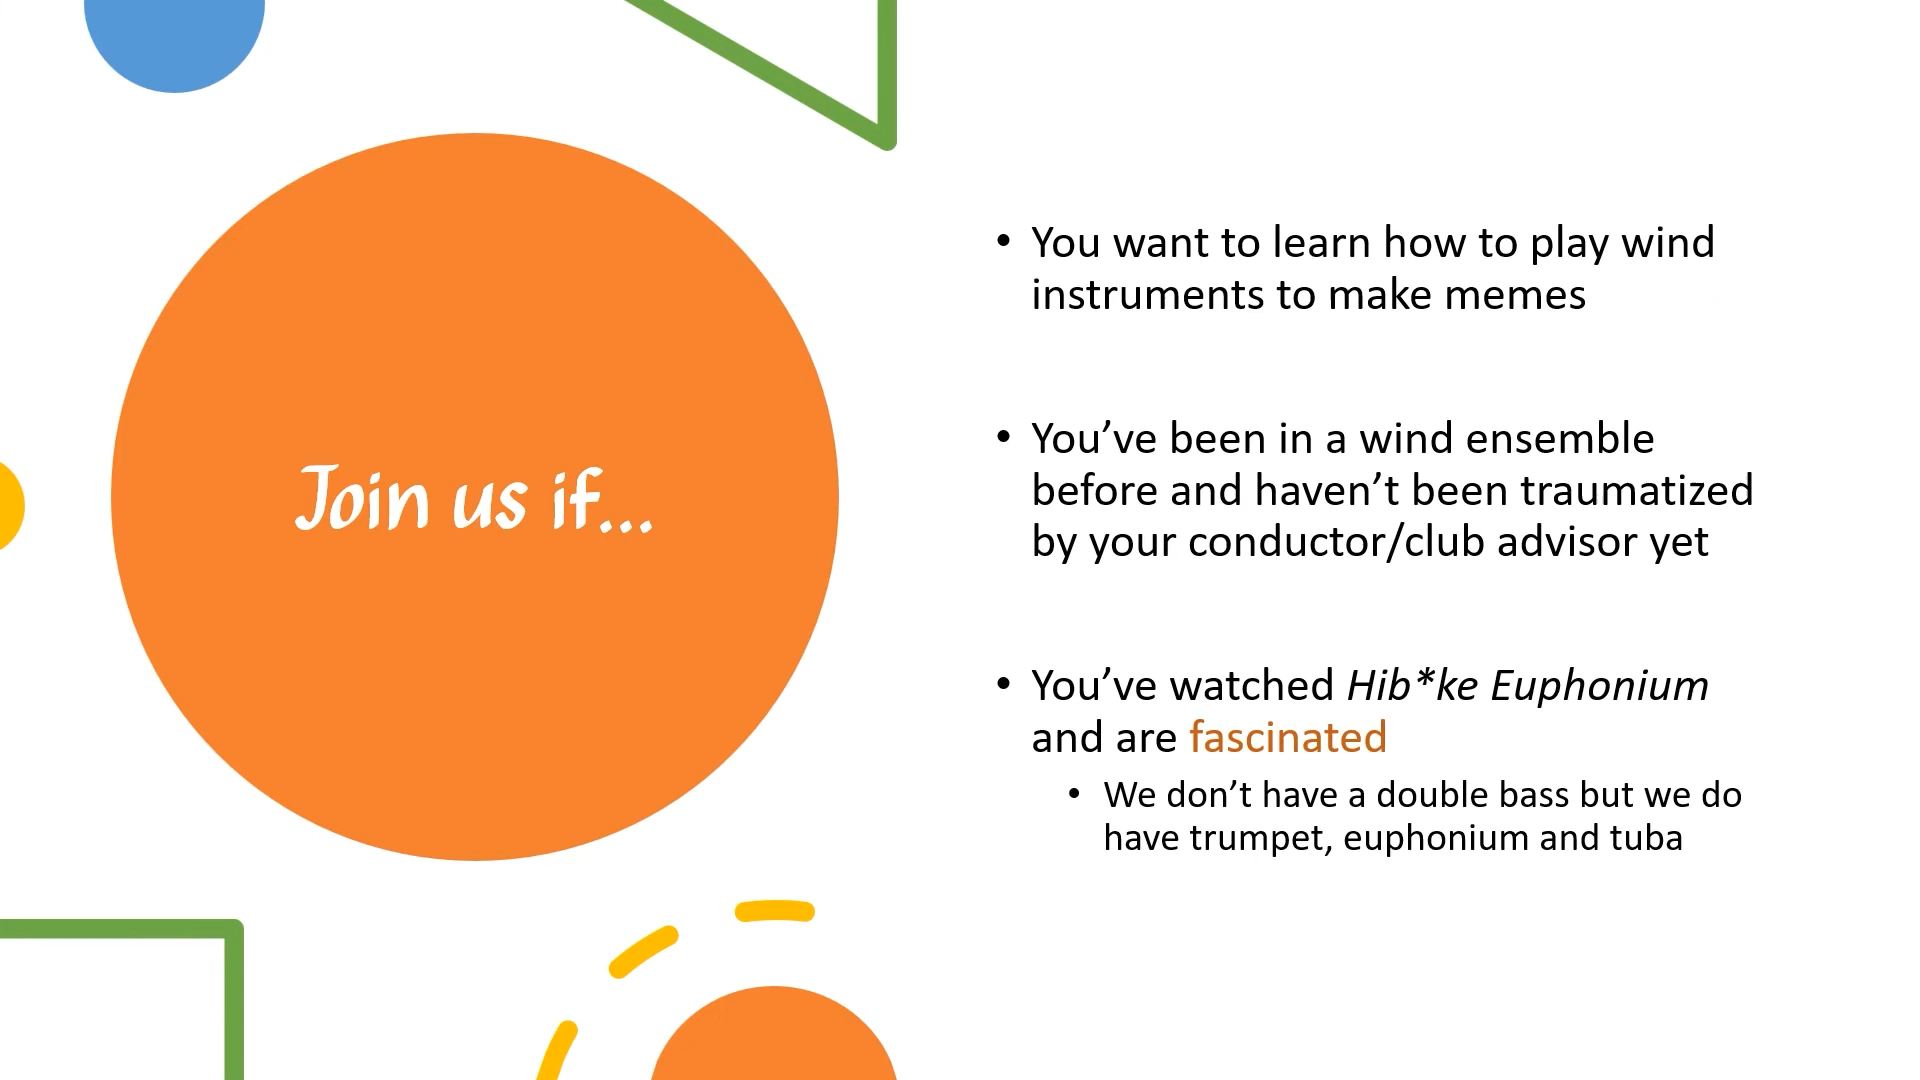 Join us if...
• You want to learn how to play wind
instruments to make memes
• You’ve been in a wind ensemble
before and haven’t been traumatized
by your conductor/club advisor yet
• You’ve watched Hib*ke Euphonium
and are fascinated
• We don’t have a double bass but we do
have trumpet, euphonium and tuba